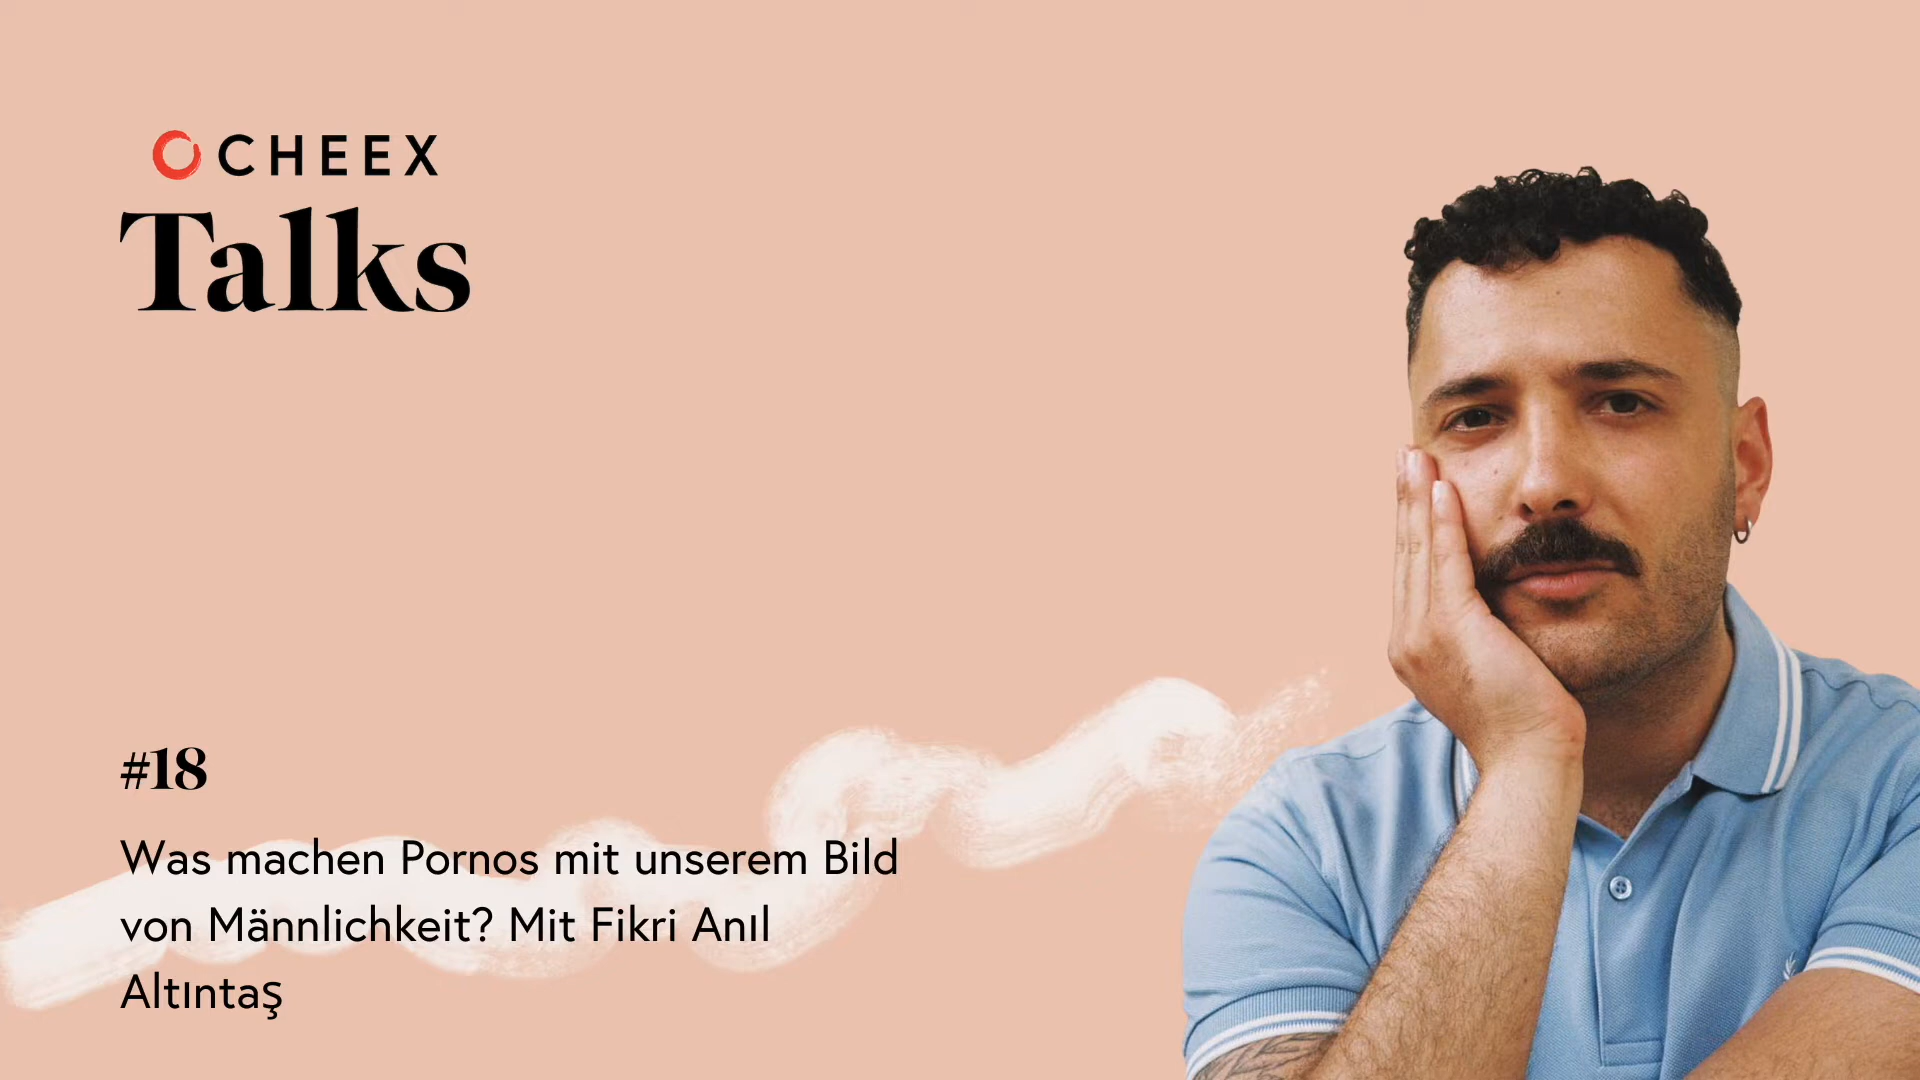 CHEEX
Talks
#18
Was machen Pornos mit unserem Bild
von Männlichkeit? Mit Fikri Anıl
Altıntaş